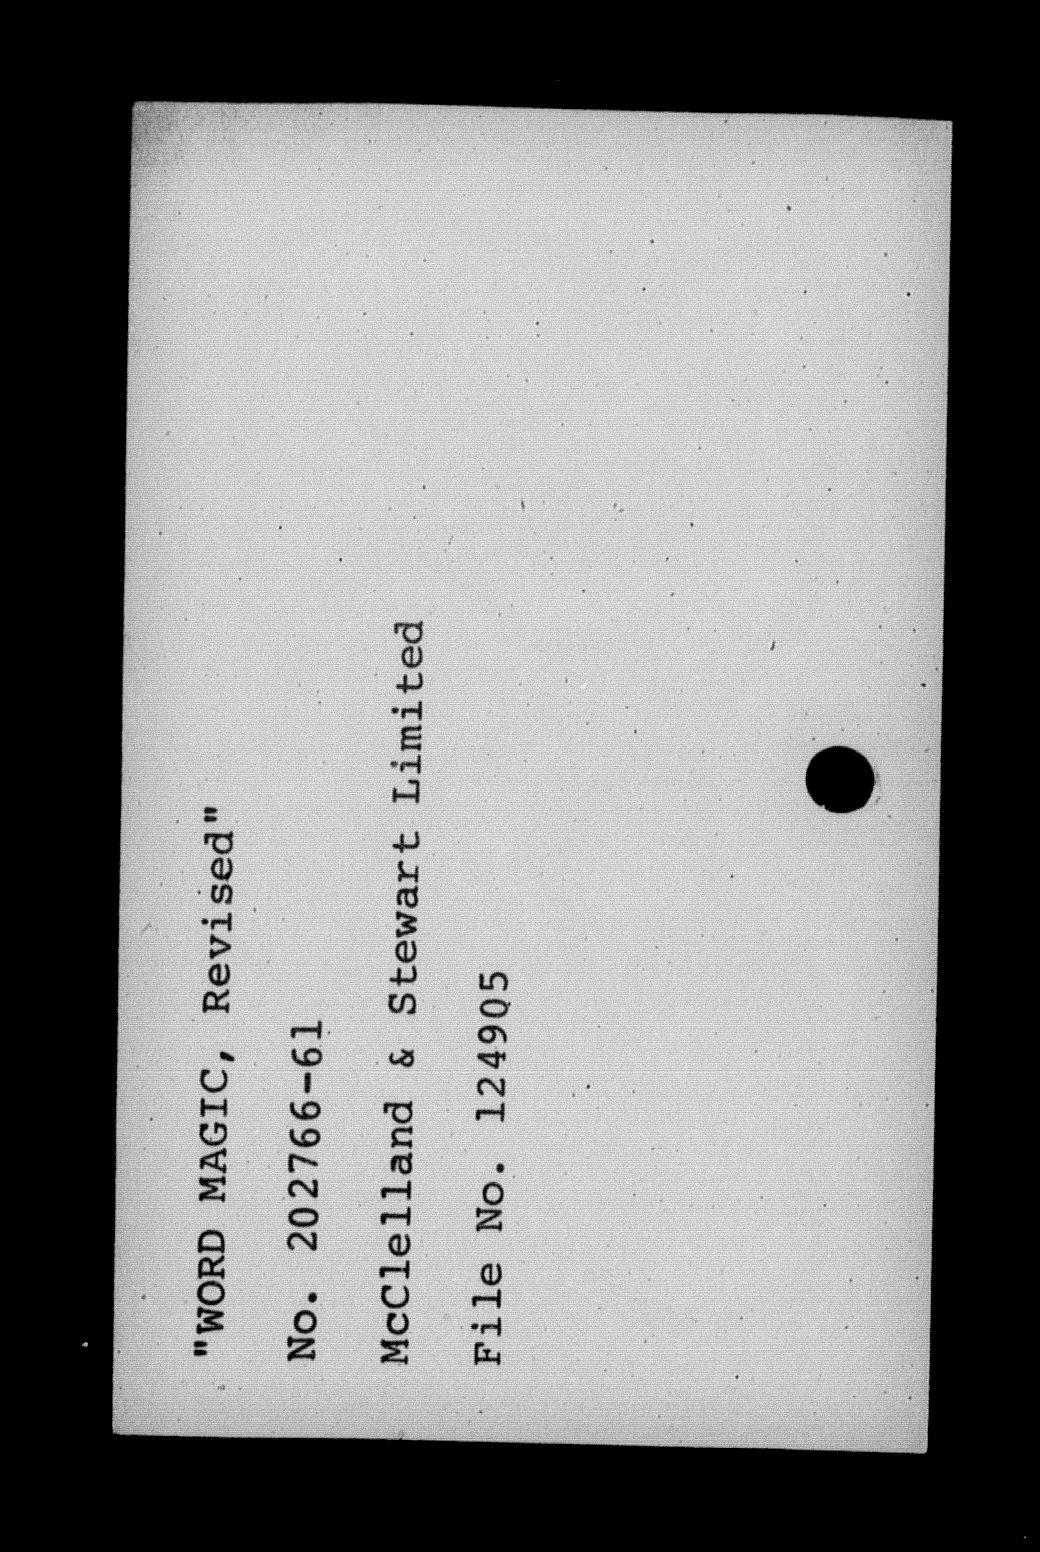 "WORD MAGIC, Revised"
No. 202766-61
McClelland & Stewart Limited
File No. 124905